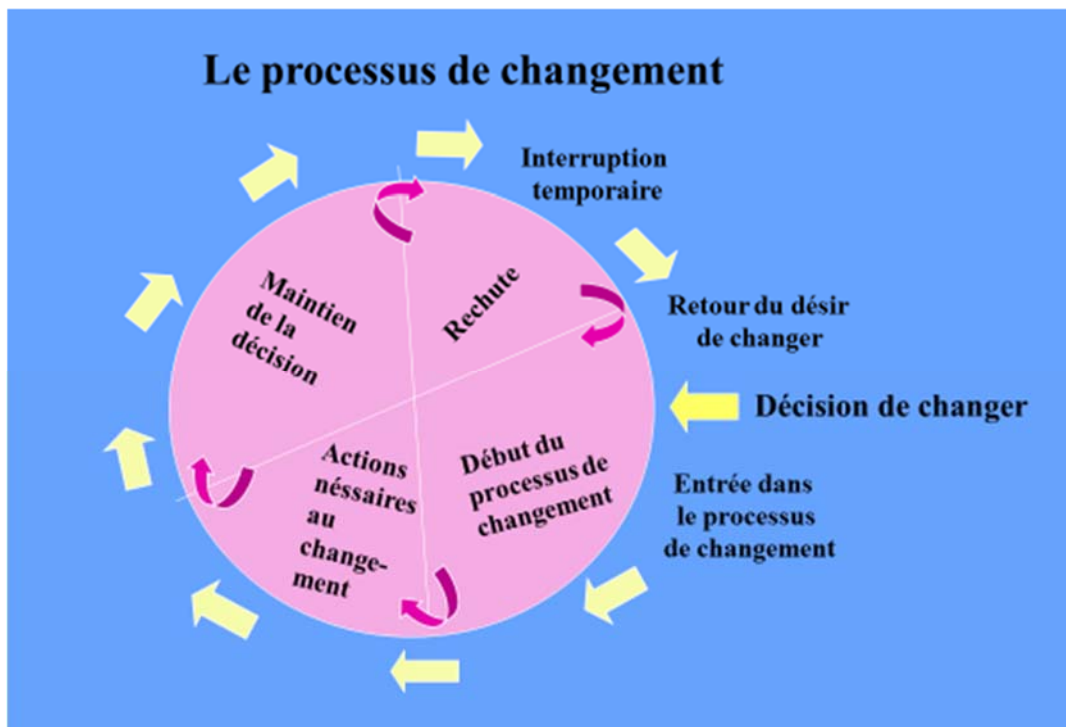 Le processus de changement
Interruption
temporaire
Retour du désir
de changer
Décision de changer
Entrée dans
le processus
de changement
Rechute
Maintien
de la
décision
Début du
processus de
changement
Actions
néssaires
au
change-
ment